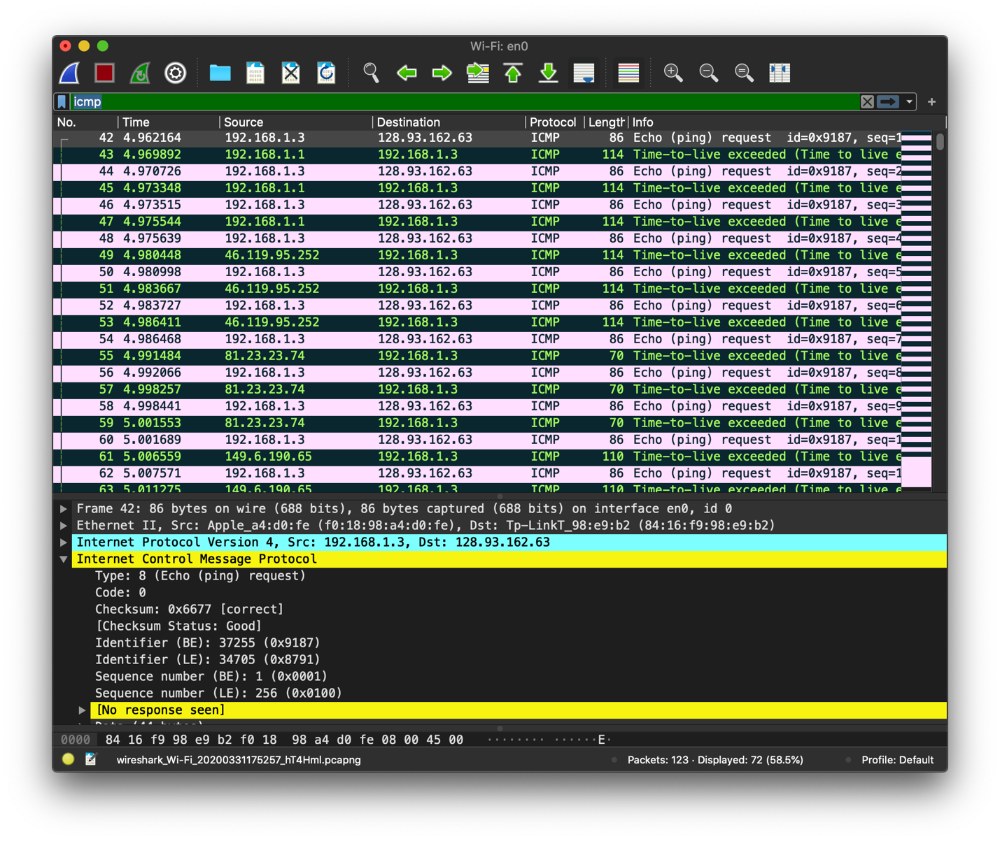 Wi-Fi: en0
icmp
No. Time Source Destination Protocol Length Info
42 4.962164 192.168.1.3 128.93.162.63 ICMP 86 Echo (ping) request id=0x9187, seq=1
43 4.969892 192.168.1.1 192.168.1.3 ICMP 114 Time-to-live exceeded (Time to live e
44 4.970726 192.168.1.3 128.93.162.63 ICMP 86 Echo (ping) request id=0x9187, seq=2
45 4.973348 192.168.1.1 192.168.1.3 ICMP 114 Time-to-live exceeded (Time to live e
46 4.973515 192.168.1.3 128.93.162.63 ICMP 86 Echo (ping) request id=0x9187, seq=3
47 4.975544 192.168.1.1 192.168.1.3 ICMP 114 Time-to-live exceeded (Time to live e
48 4.975639 192.168.1.3 128.93.162.63 ICMP 86 Echo (ping) request id=0x9187, seq=4
49 4.980448 46.119.95.252 192.168.1.3 ICMP 114 Time-to-live exceeded (Time to live e
50 4.980998 192.168.1.3 128.93.162.63 ICMP 86 Echo (ping) request id=0x9187, seq=5
51 4.983667 46.119.95.252 192.168.1.3 ICMP 114 Time-to-live exceeded (Time to live e
52 4.983727 192.168.1.3 128.93.162.63 ICMP 86 Echo (ping) request id=0x9187, seq=6
53 4.986411 46.119.95.252 192.168.1.3 ICMP 114 Time-to-live exceeded (Time to live e
54 4.986468 192.168.1.3 128.93.162.63 ICMP 86 Echo (ping) request id=0x9187, seq=7
55 4.991484 81.23.23.74 192.168.1.3 ICMP 70 Time-to-live exceeded (Time to live e
56 4.992066 192.168.1.3 128.93.162.63 ICMP 86 Echo (ping) request id=0x9187, seq=8
57 4.998257 81.23.23.74 192.168.1.3 ICMP 70 Time-to-live exceeded (Time to live e
58 4.998441 192.168.1.3 128.93.162.63 ICMP 86 Echo (ping) request id=0x9187, seq=9
59 5.001553 81.23.23.74 192.168.1.3 ICMP 70 Time-to-live exceeded (Time to live e
60 5.001689 192.168.1.3 128.93.162.63 ICMP 86 Echo (ping) request id=0x9187, seq=1
61 5.006559 149.6.190.65 192.168.1.3 ICMP 110 Time-to-live exceeded (Time to live e
62 5.007571 192.168.1.3 128.93.162.63 ICMP 86 Echo (ping) request id=0x9187, seq=1
63 5.011275 149.6.190.65 192.168.1.3 ICMP 110 Time-to-live exceeded (Time to live e
Frame 42: 86 bytes on wire (688 bits), 86 bytes captured (688 bits) on interface en0, id 0
Ethernet II, Src: Apple_a4:d0:fe (f0:18:98:a4:d0:fe), Dst: Tp-LinkT_98:e9:b2 (84:16:f9:98:e9:b2)
Internet Protocol Version 4, Src: 192.168.1.3, Dst: 128.93.162.63
Internet Control Message Protocol
Type: 8 (Echo (ping) request)
Code: 0
Checksum: 0x6677 [correct]
[Checksum Status: Good]
Identifier (BE): 37255 (0x9187)
Identifier (LE): 34705 (0x8791)
Sequence number (BE): 1 (0x0001)
Sequence number (LE): 256 (0x0100)
[No response seen]
Data (44 bytes)
0000 84 16 f9 98 e9 b2 f0 18 98 a4 d0 fe 08 00 45 00 ········ ······E·
wireshark_Wi-Fi_20200331175257_hT4Hml.pcapng Packets: 123 · Displayed: 72 (58.5%) Profile: Default